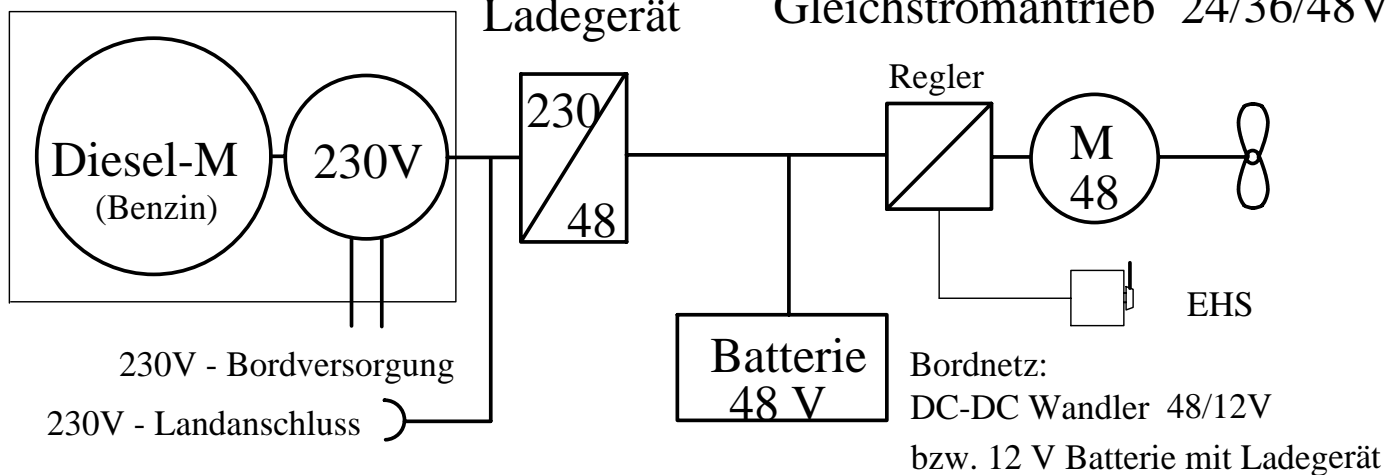 Ladegerät
Gleichstromantrieb 24/36/48V
Regler
230
48
Diesel-M
(Benzin)
230V
M
48
EHS
230V - Bordversorgung
230V - Landanschluss
Batterie
48 V
Bordnetz:
DC-DC Wandler 48/12V
bzw. 12 V Batterie mit Ladegerät